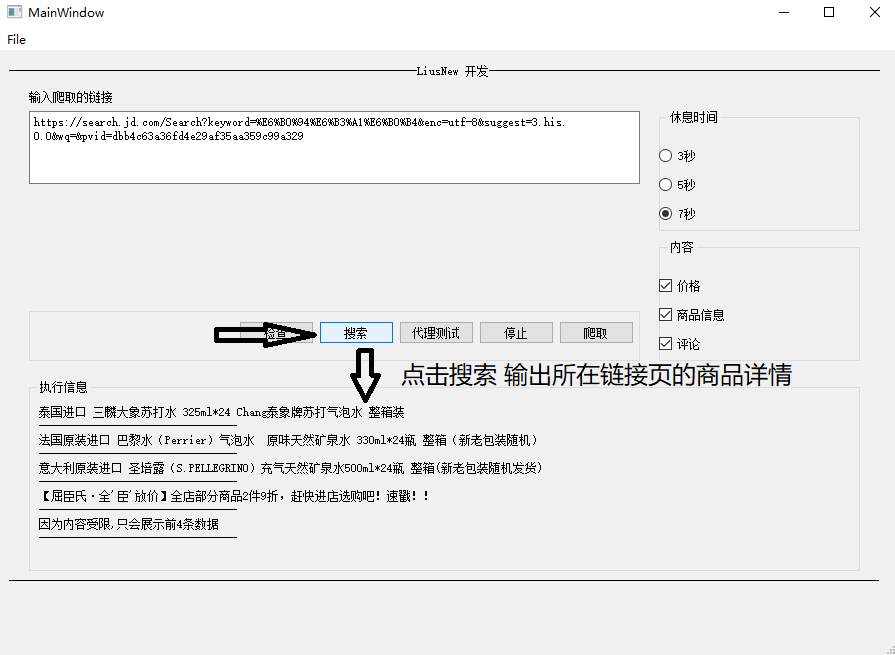 MainWindow
File
LiusNew 开发
输入爬取的链接
https://search.jd.com/Search?keyword=%E6%B0%94%E6%B3%A1%E6%B0%B4&enc=utf-8&suggest=3.his.
0.0&wq=&pvid=dbb4c63a36fd4e29af35aa359c99a329
休息时间
3秒
5秒
7秒
内容
价格
商品信息
评论
搜索
代理测试
停止
爬取
点击搜索 输出所在链接页的商品详情
执行信息
泰国进口 三麟大象苏打水 325ml*24 Chang泰象牌苏打气泡水 整箱装
法国原装进口 巴黎水（Perrier）气泡水 原味天然矿泉水 330ml*24瓶 整箱（新老包装随机）
意大利原装进口 圣培露（S.PELLEGRINO）充气天然矿泉水500ml*24瓶 整箱(新老包装随机发货)
【屈臣氏·全'臣'放价】全店部分商品2件9折，赶快进店选购吧！速戳！！
因为内容受限,只会展示前4条数据